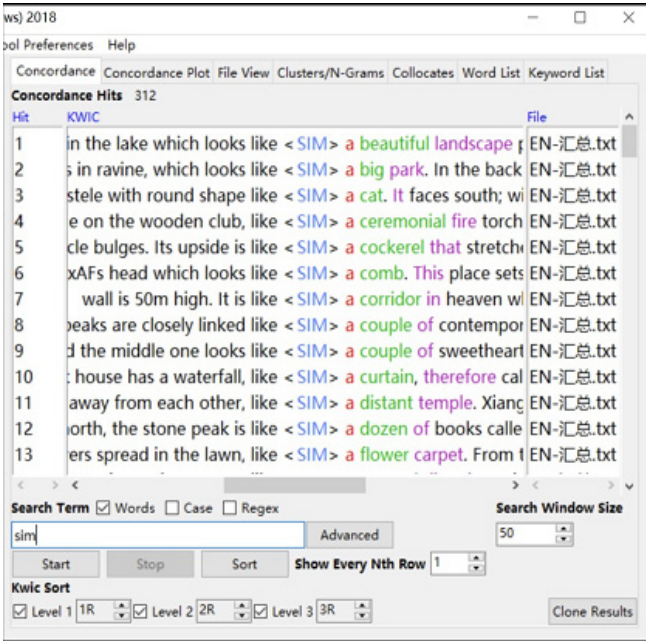 ws) 2018
ool Preferences Help
Concordance Concordance Plot File View Clusters/N-Grams Collocates Word List Keyword List
Concordance Hits 312
Hit KWIC File
1 in the lake which looks like < SIM> a beautiful landscape EN-汇总.txt
2 in ravine, which looks like < SIM> a big park. In the back EN-汇总.txt
3 stele with round shape like < SIM> a cat. It faces south; EN-汇总.txt
4 e on the wooden club, like < SIM> a ceremonial fire torch EN-汇总.txt
5 cle bulges. Its upside is like < SIM> a cockerel that stretch EN-汇总.txt
6 xAFs head which looks like < SIM> a comb. This place sets EN-汇总.txt
7 wall is 50m high. It is like < SIM> a corridor in heaven EN-汇总.txt
8 eaks are closely linked like < SIM> a couple of contempor EN-汇总.txt
9 d the middle one looks like < SIM> a couple of sweetheart EN-汇总.txt
10 house has a waterfall, like < SIM> a curtain, therefore cal EN-汇总.txt
11 away from each other, like < SIM> a distant temple. Xiang EN-汇总.txt
12 orth, the stone peak is like < SIM> a dozen of books calle EN-汇总.txt
13 ers spread in the lawn, like < SIM> a flower carpet. From t EN-汇总.txt
Search Term Words Case Regex Search Window Size
sim Advanced 50
Start Stop Sort Show Every Nth Row 1
Kwic Sort
Level 1 1R Level 2 2R Level 3 3R Clone Results